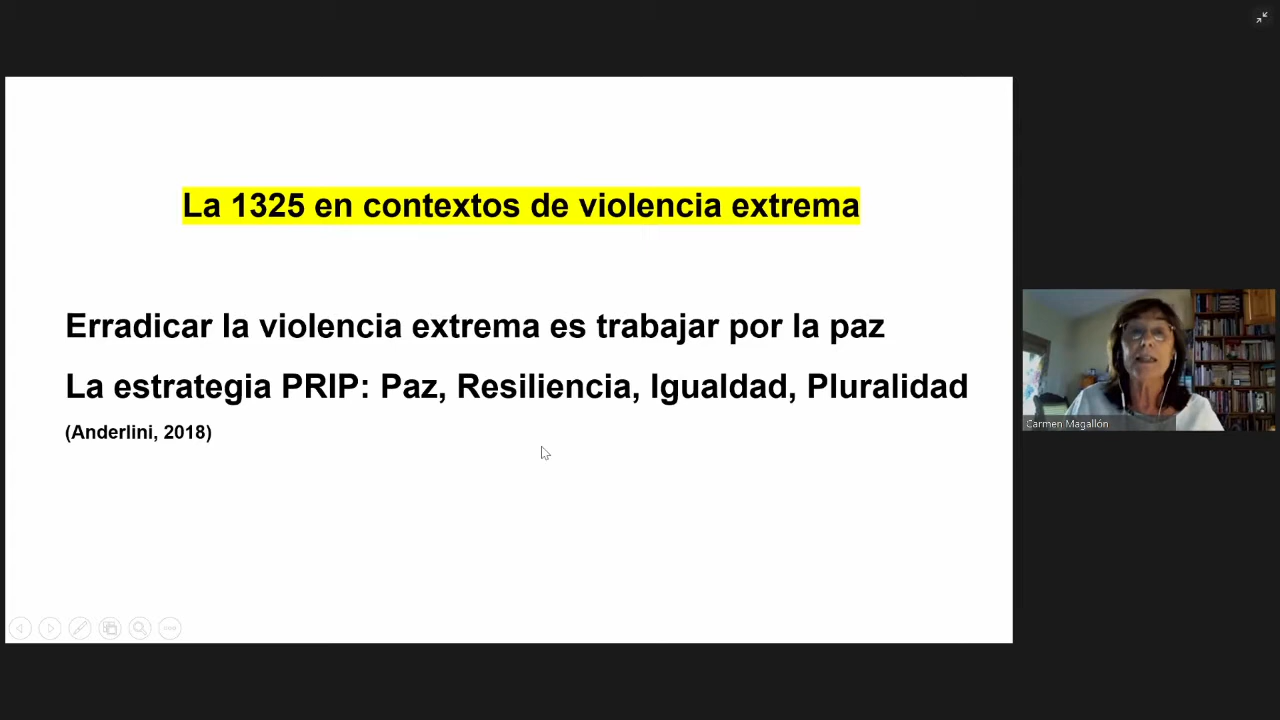 La 1325 en contextos de violencia extrema
Erradicar la violencia extrema es trabajar por la paz
La estrategia PRIP: Paz, Resiliencia, Igualdad, Pluralidad
(Anderlini, 2018)
Carmen Magallón